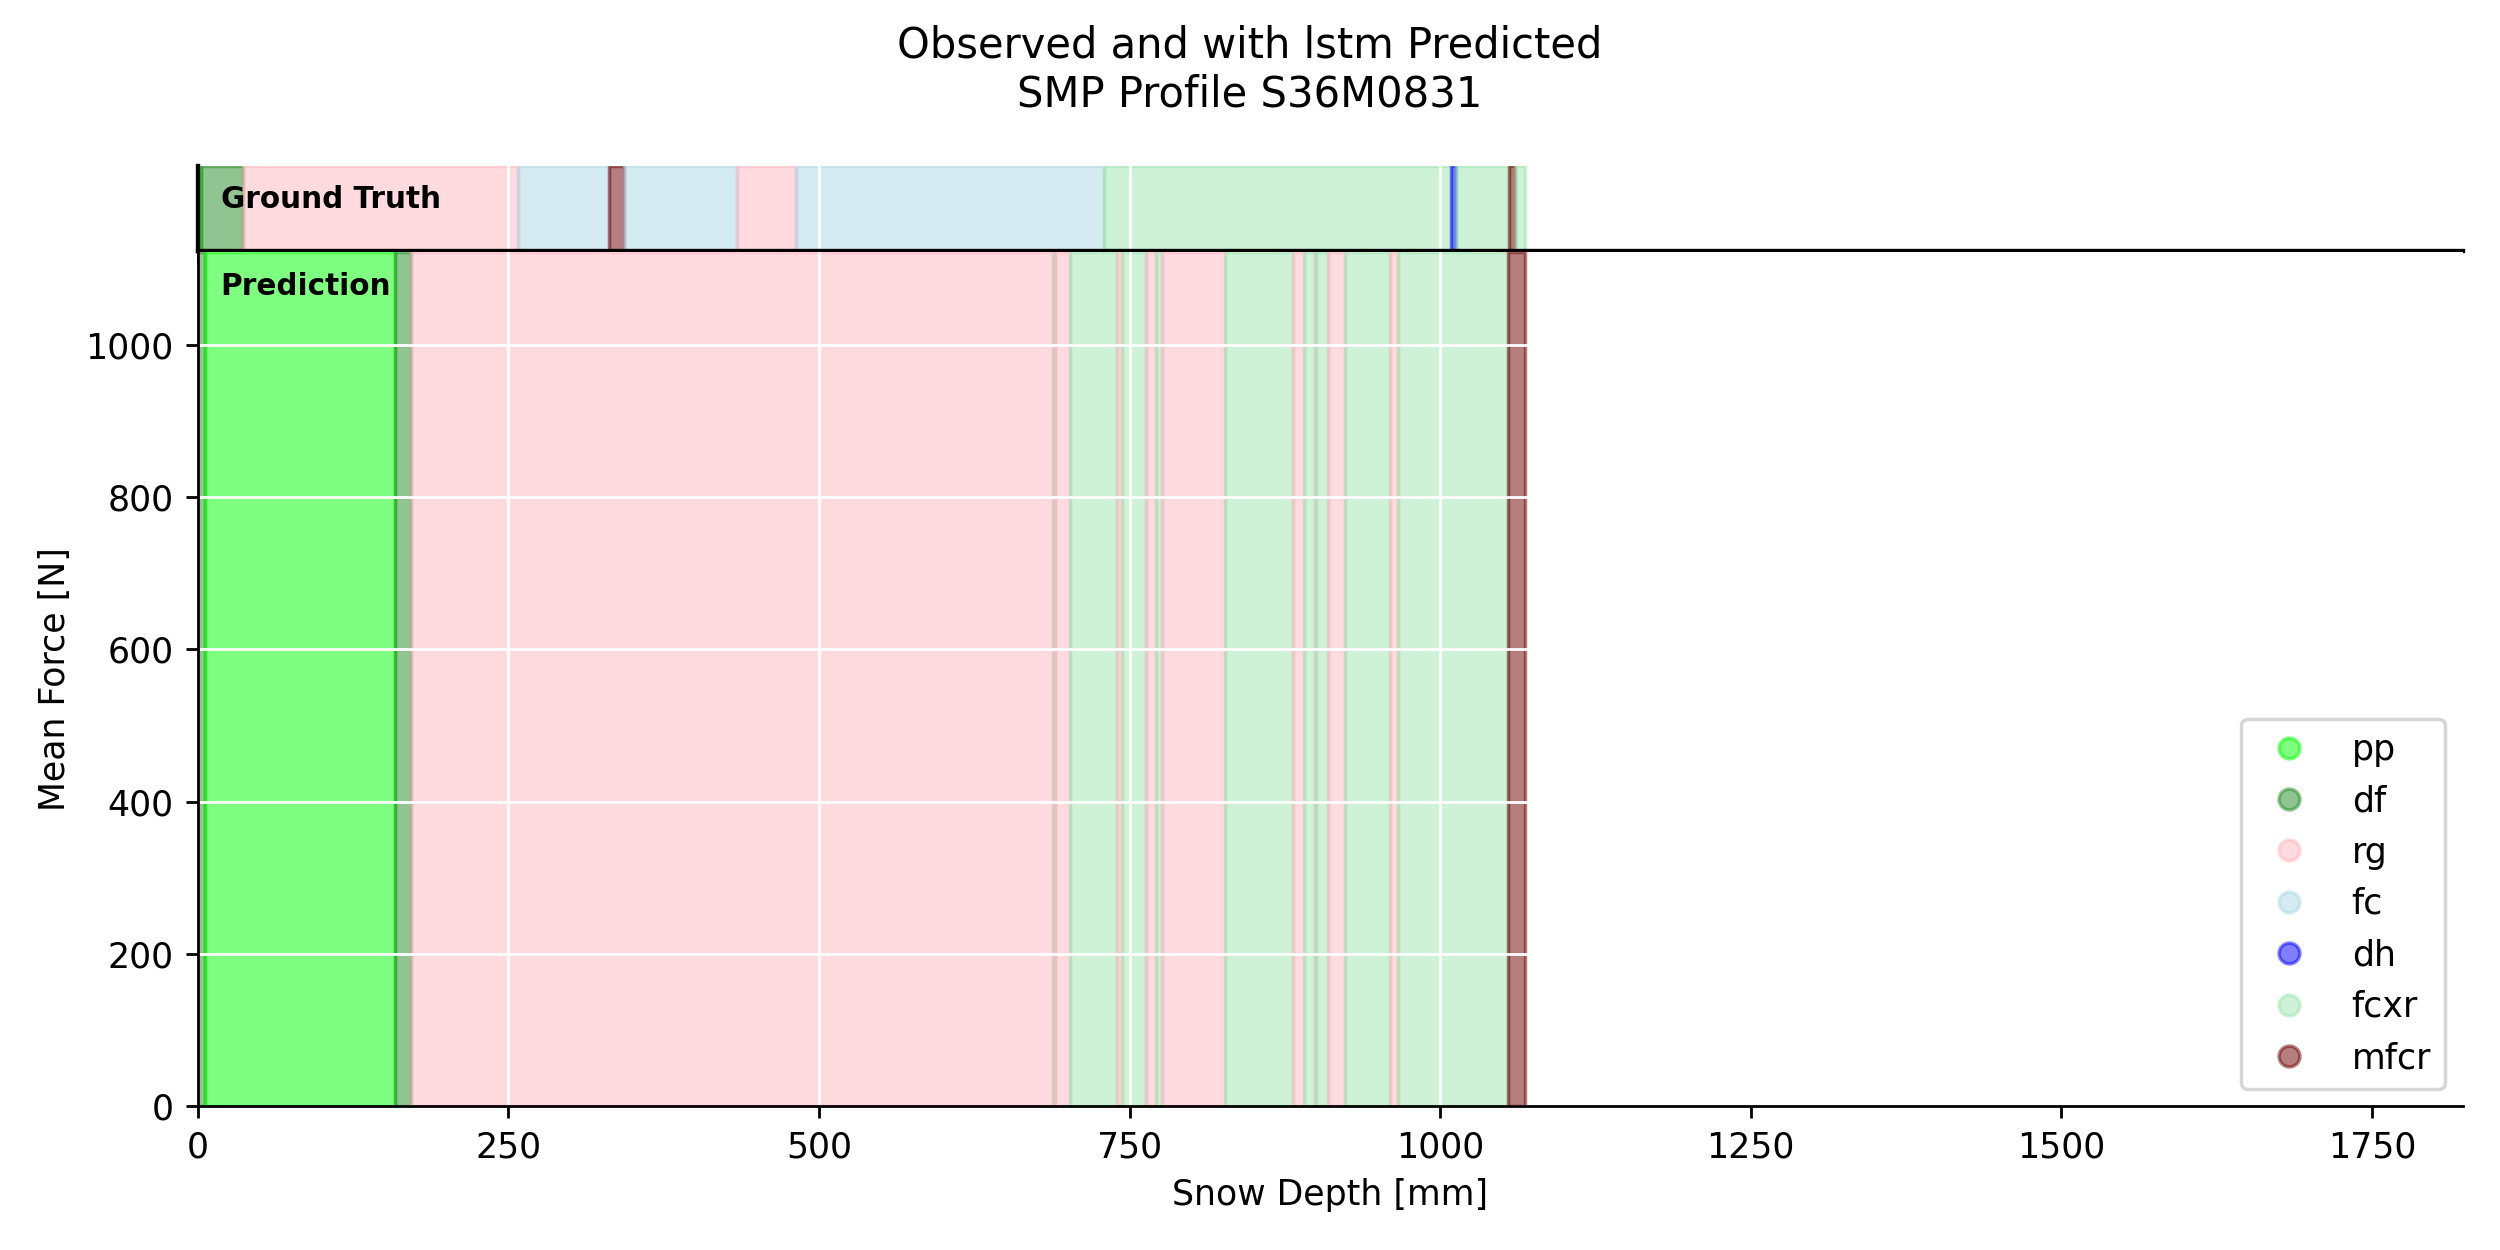 Observed and with lstm Predicted
SMP Profile S36M0831
Ground Truth
Prediction
1000
800
600
400
200
0
Mean Force [N]
0 250 500 750 1000 1250 1500 1750
Snow Depth [mm]
pp
df
rg
fc
dh
fcxr
mfcr